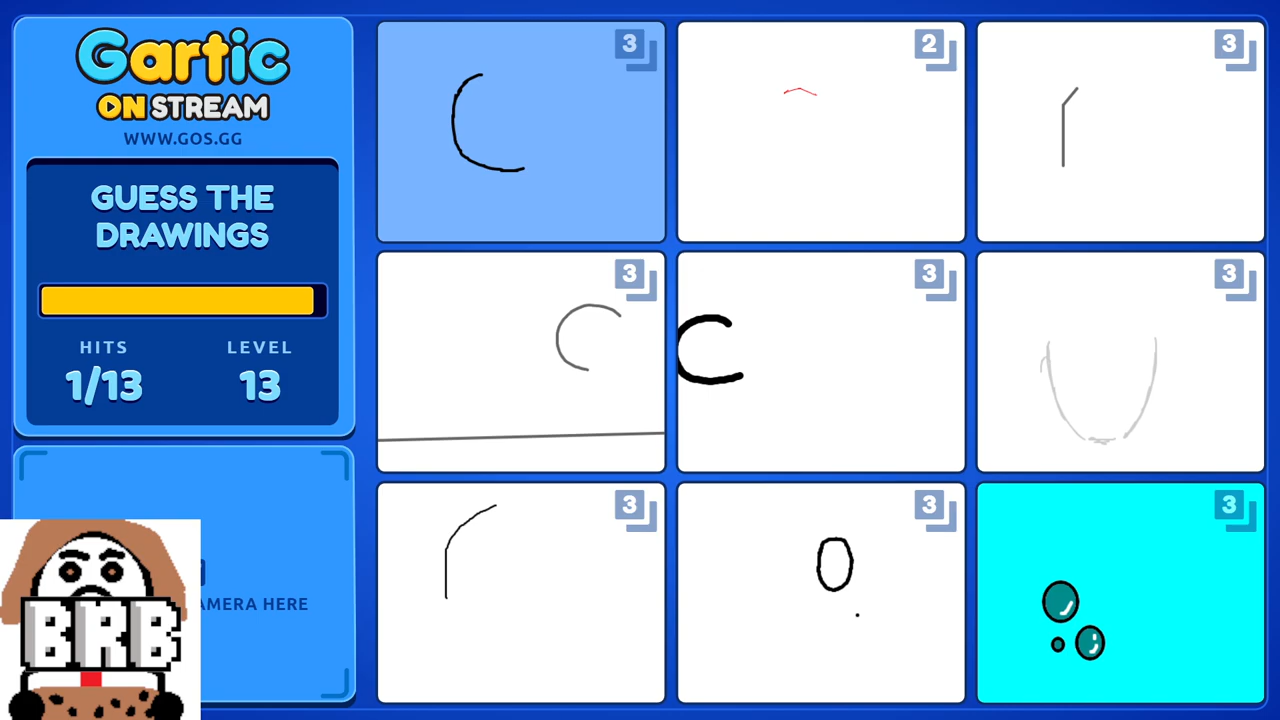 Gartic
ON STREAM
WWW.GOS.GG
GUESS THE
DRAWINGS
HITS
LEVEL
1/13
13
AMERA HERE
BRB
3
2
3
3
3
3
3
3
3